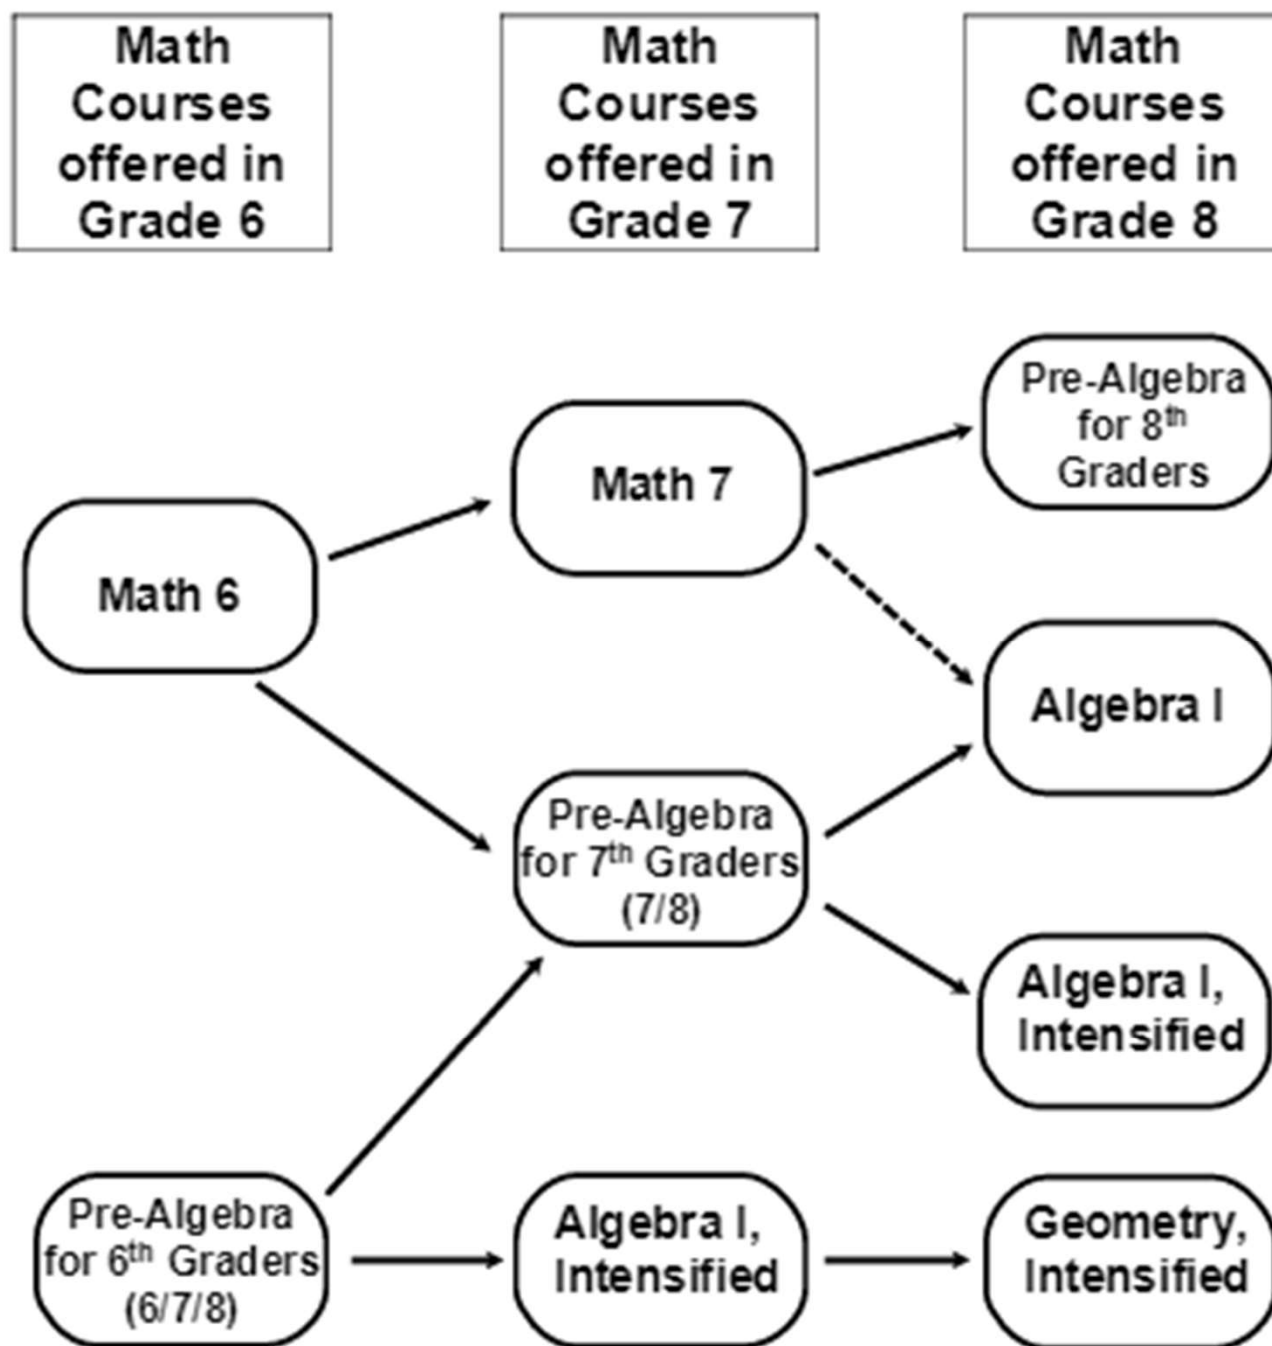 Math
Courses
offered in
Grade 6
Math
Courses
offered in
Grade 7
Math
Courses
offered in
Grade 8
Pre-Algebra
for 8th
Graders
Math 7
Math 6
Algebra I
Pre-Algebra
for 7th Graders
(7/8)
Algebra I,
Intensified
Pre-Algebra
for 6th Graders
(6/7/8)
Algebra I,
Intensified
Geometry,
Intensified